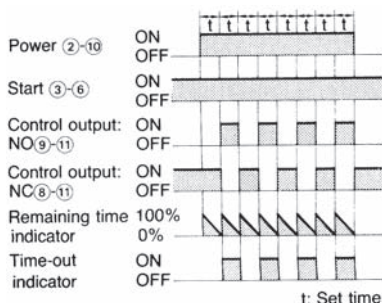 t t t t t t t t
Power ②-⑩ ON
OFF
Start ③-⑥ ON
OFF
Control output: ON
NO⑨-⑪ OFF
Control output: ON
NC⑧-⑪ OFF
Remaining time 100%
indicator 0%
Time-out ON
indicator OFF
t: Set time